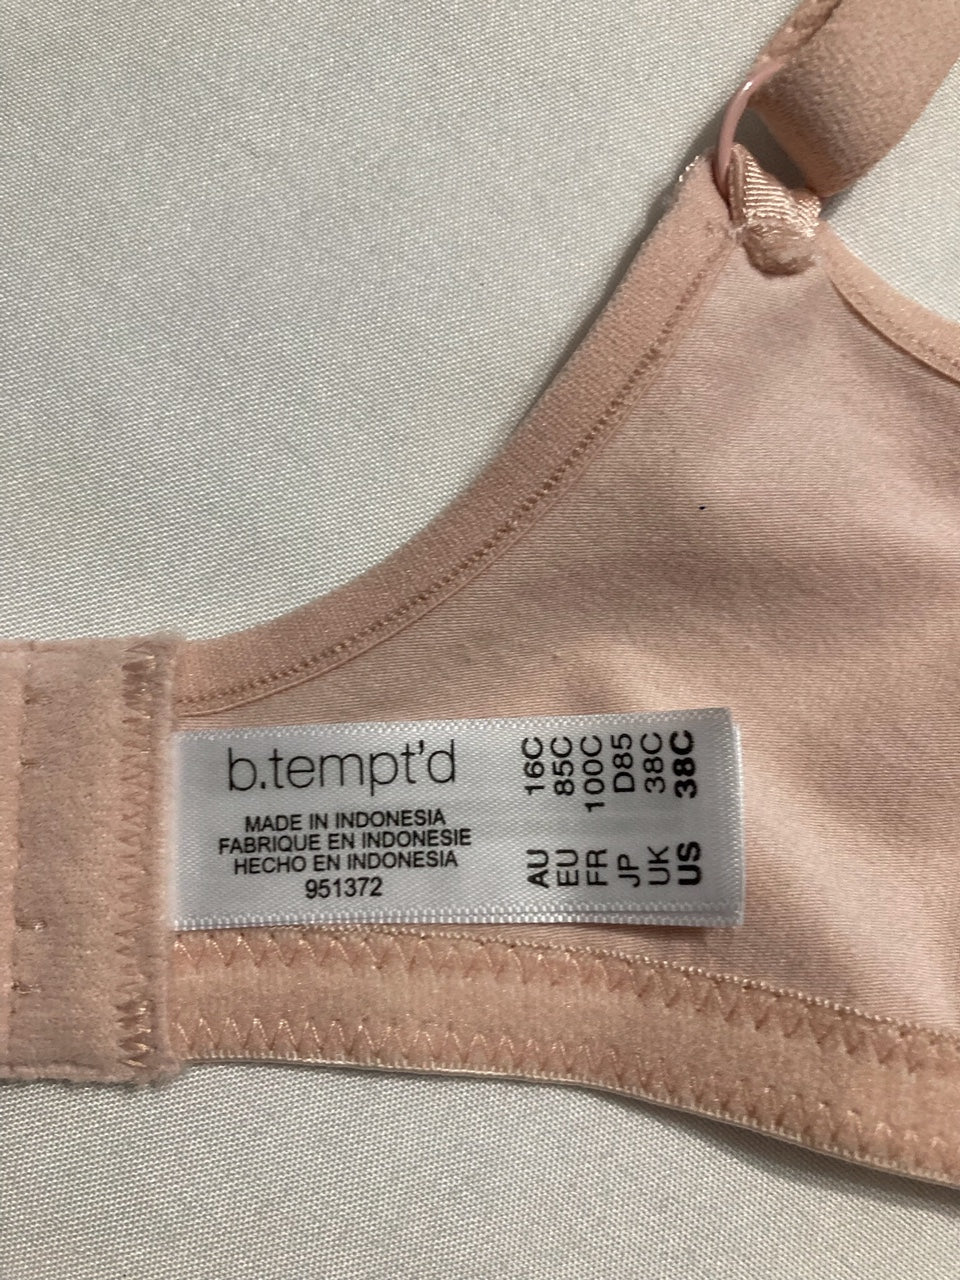 b.tempt'd
MADE IN INDONESIA
FABRIQUE EN INDONESIE
HECHO EN INDONESIA
951372
AU 16C
EU 85C
FR 100C
JP D85
UK 38C
US 38C